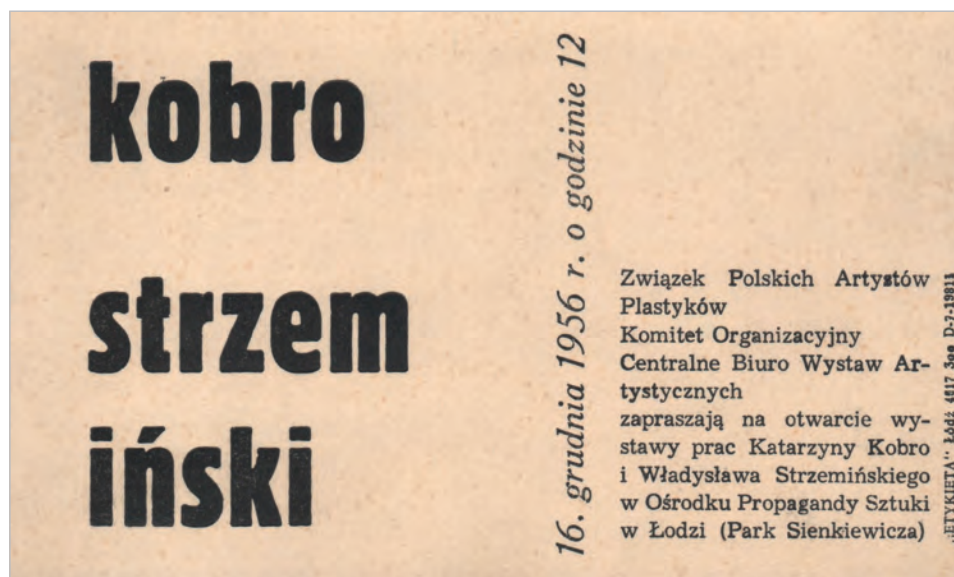 kobro
strzem
iński
16. grudnia 1956 r. o godzinie 12
Związek Polskich Artystów
Plastyków
Komitet Organizacyjny
Centralne Biuro Wystaw Ar-
tystycznych
zapraszają na otwarcie wy-
stawy prac Katarzyny Kobro
i Władysława Strzemińskiego
w Ośrodku Propagandy Sztuki
w Łodzi (Park Sienkiewicza)
„ETYKIETA“ Łódź 4617 3qe D-7-19811